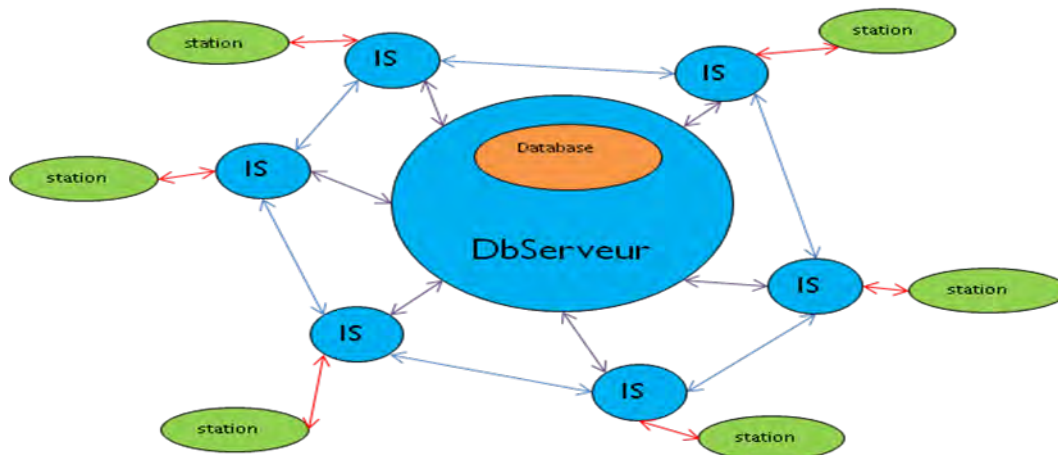 station
IS
station
IS
Database
station
IS
DbServeur
IS
station
IS
IS
station
station